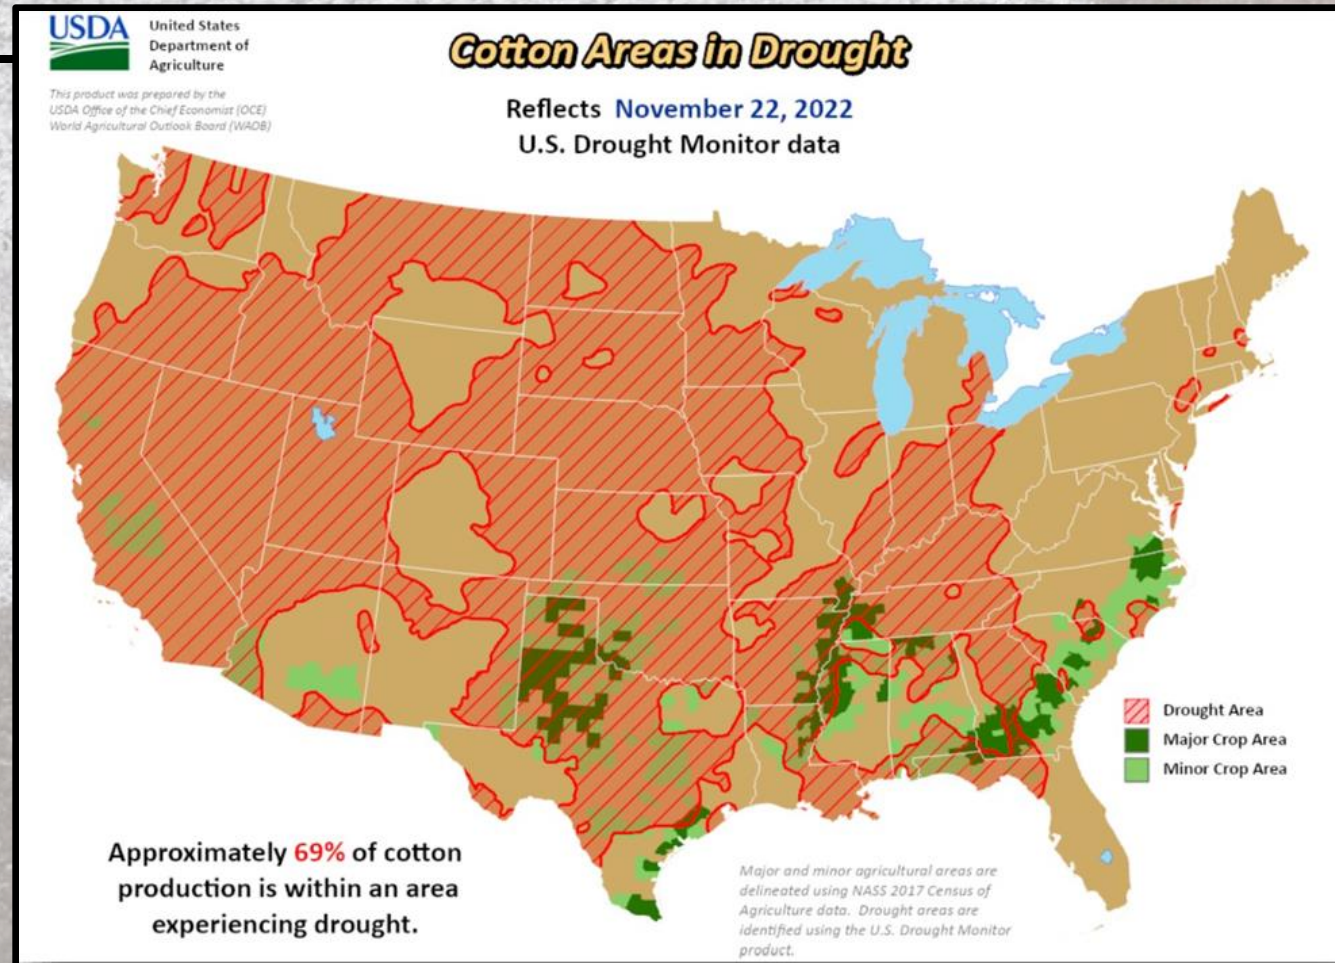 USDA
United States
Department of
Agriculture
This product was prepared by the
USDA Office of the Chief Economist (OCE)
World Agricultural Outlook Board (WAOB)
Cotton Areas in Drought
Reflects November 22, 2022
U.S. Drought Monitor data
Drought Area
Major Crop Area
Minor Crop Area
Approximately 69% of cotton
production is within an area
experiencing drought.
Major and minor agricultural areas are
delineated using NASS 2017 Census of
Agriculture data. Drought areas are
identified using the U.S. Drought Monitor
product.